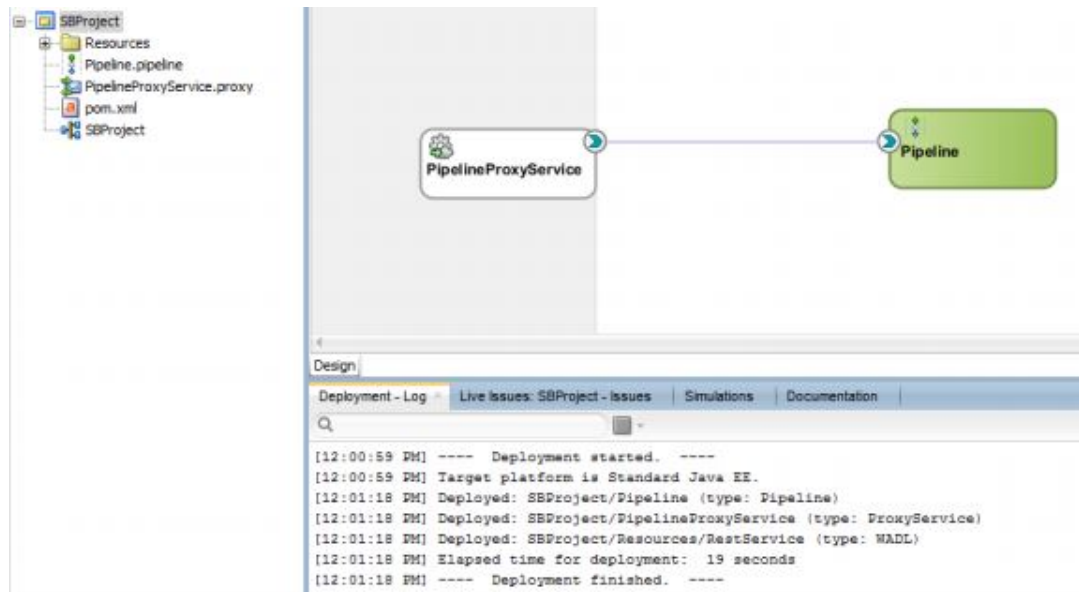 SBProject
Resources
Pipeline.pipeline
PipelineProxyService.proxy
pom.xml
SBProject
PipelineProxyService
Pipeline
Design
Deployment - Log
Live Issues: SBProject - Issues
Simulations
Documentation
[12:00:59 PM] ---- Deployment started. ----
[12:00:59 PM] Target platform is Standard Java EE.
[12:01:18 PM] Deployed: SBProject/Pipeline (type: Pipeline)
[12:01:18 PM] Deployed: SBProject/PipelineProxyService (type: ProxyService)
[12:01:18 PM] Deployed: SBProject/Resources/RestService (type: WADL)
[12:01:18 PM] Elapsed time for deployment: 19 seconds
[12:01:18 PM] ---- Deployment finished. ----